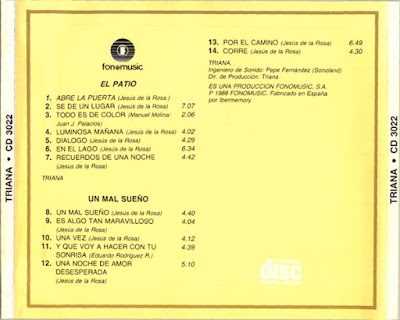 TRIANA • CD 3022
F
fonomusic
EL PATIO
1. ABRE LA PUERTA (Jesús de la Rosa)
2. SE DE UN LUGAR (Jesús de la Rosa) 7.07
3. TODO ES DE COLOR (Manuel Molina/ 2.06
Juan J. Palacios)
4. LUMINOSA MAÑANA (Jesús de la Rosa) 4.02
5. DIALOGO (Jesús de la Rosa) 4.29
6. EN EL LAGO (Jesús de la Rosa) 6.34
7. RECUERDOS DE UNA NOCHE 4.42
(Jesús de la Rosa)
TRIANA
UN MAL SUEÑO
8. UN MAL SUEÑO (Jesús de la Rosa) 4.40
9. ES ALGO TAN MARAVILLOSO 4.04
(Jesús de la Rosa)
10. UNA VEZ (Jesús de la Rosa) 4.12
11. Y QUE VOY A HACER CON TU 4.39
SONRISA (Eduardo Rodríguez R.)
12. UNA NOCHE DE AMOR 5.10
DESESPERADA
(Jesús de la Rosa)
13. POR EL CAMINO (Jesús de la Rosa) 6.49
14. CORRE (Jesús de la Rosa) 4.30
TRIANA
Ingeniero de Sonido: Pepe Fernández (Sonoland)
Dir. de Producción: Triana.
ES UNA PRODUCCION FONOMUSIC, S.A.
P 1988 FONOMUSIC. Fabricado en España
por Ibermemory
disc
TRIANA • CD 3022